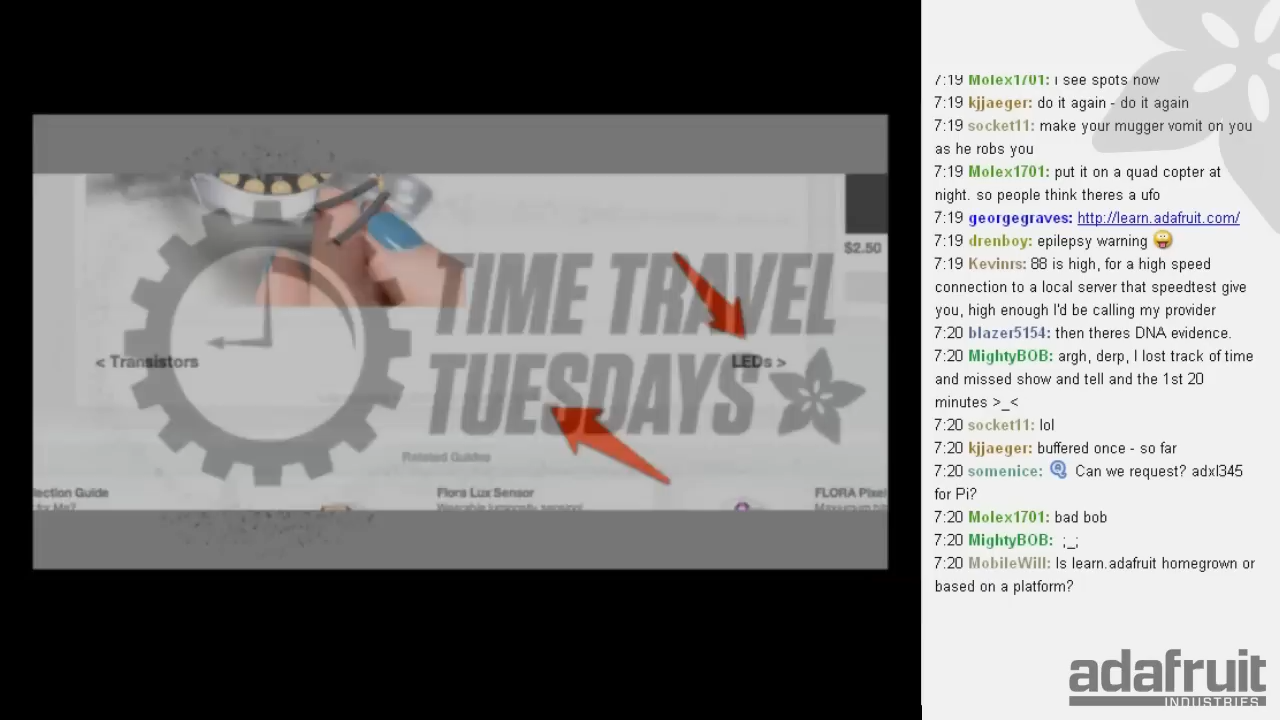 $2.50
TIME TRAVEL
TUESDAYS
< Transistors
LEDs >
Related Guides
lection Guide
for Me?
Flora Lux Sensor
Wearable luminosity sensing!
FLORA Pixel
7:19 Molex1701: i see spots now
7:19 kjjaeger: do it again - do it again
7:19 socket11: make your mugger vomit on you
as he robs you
7:19 Molex1701: put it on a quad copter at
night. so people think theres a ufo
7:19 georgegraves: http://learn.adafruit.com/
7:19 drenboy: epilepsy warning
7:19 Kevinrs: 88 is high, for a high speed
connection to a local server that speedtest give
you, high enough I'd be calling my provider
7:20 blazer5154: then theres DNA evidence.
7:20 MightyBOB: argh, derp, I lost track of time
and missed show and tell and the 1st 20
minutes >_<
7:20 socket11: lol
7:20 kjjaeger: buffered once - so far
7:20 somenice: Can we request? adxl345
for Pi?
7:20 Molex1701: bad bob
7:20 MightyBOB: ;_;
7:20 MobileWill: Is learn.adafruit homegrown or
based on a platform?
adafruit
INDUSTRIES